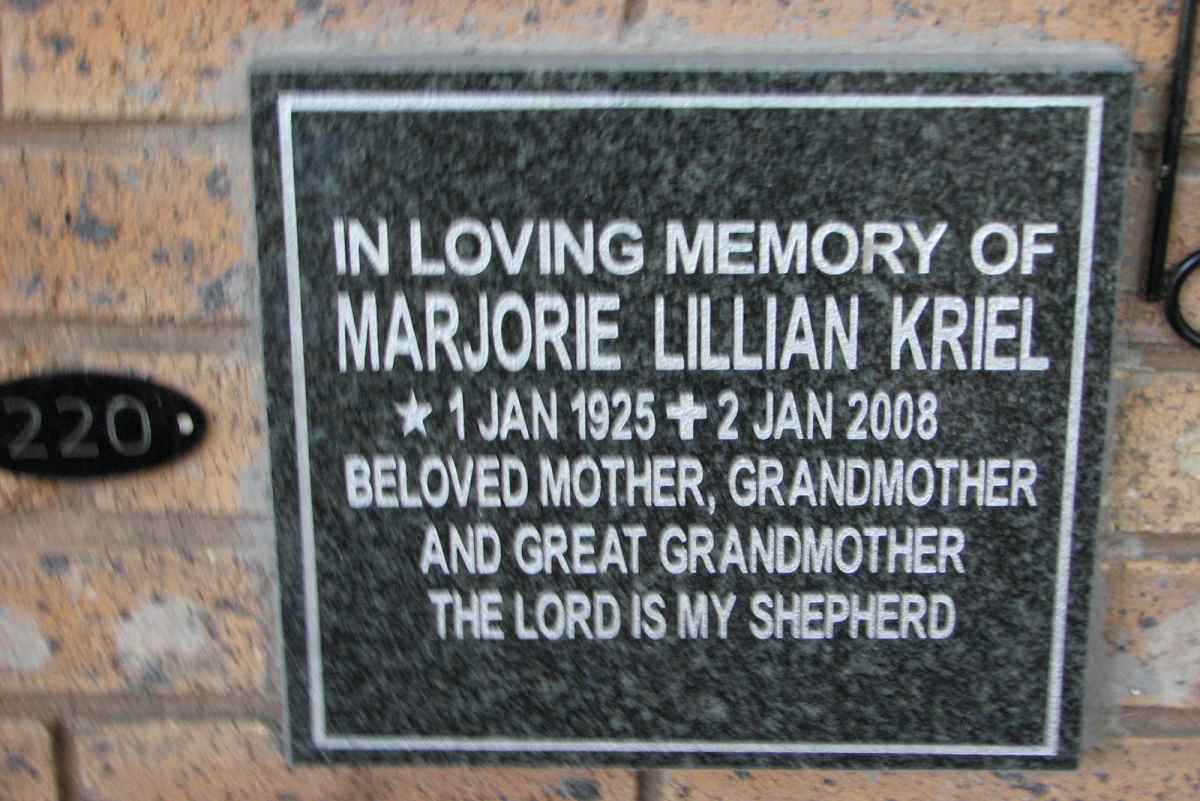 IN LOVING MEMORY OF
MARJORIE LILLIAN KRIEL
★ 1 JAN 1925 ✚ 2 JAN 2008
BELOVED MOTHER, GRANDMOTHER
AND GREAT GRANDMOTHER
THE LORD IS MY SHEPHERD
220